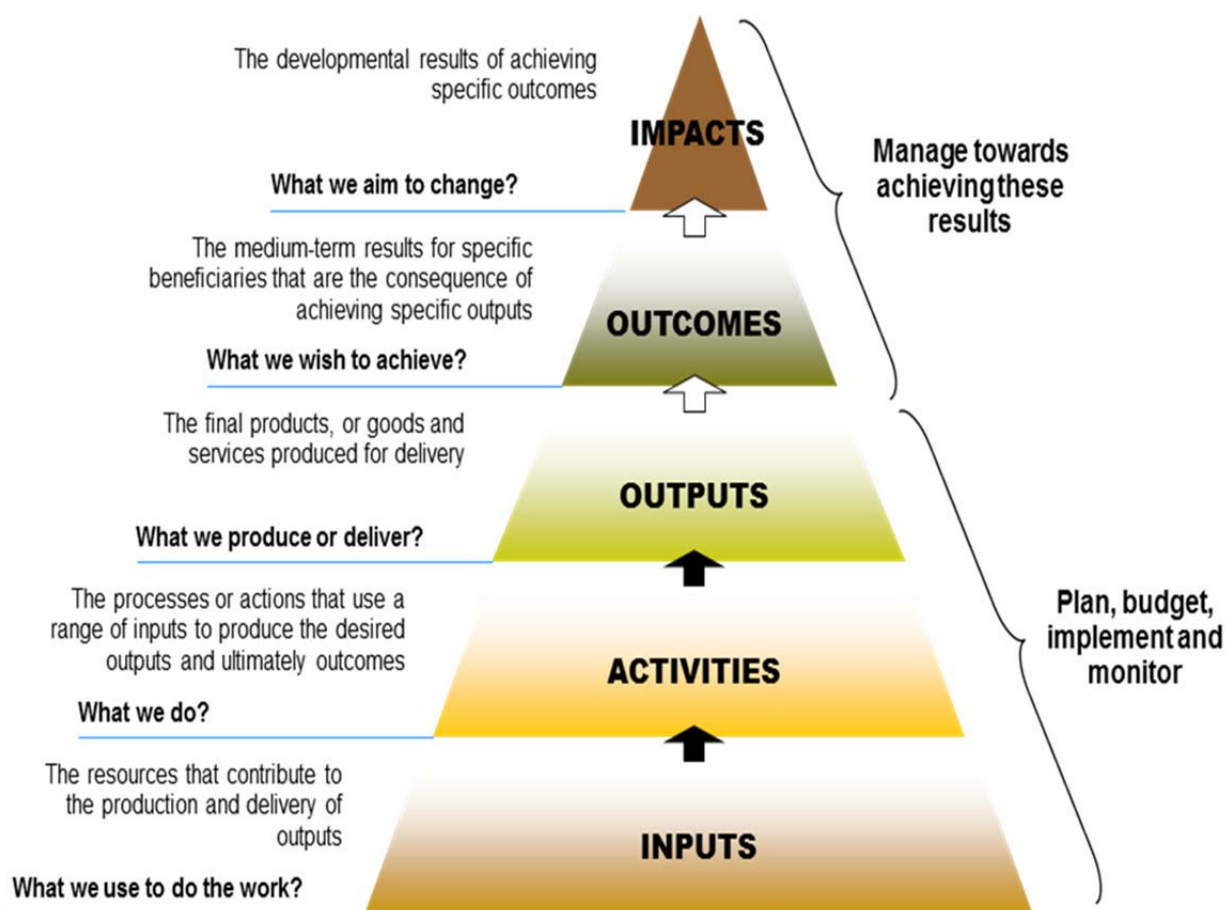 The developmental results of achieving
specific outcomes
IMPACTS
What we aim to change?
Manage towards
achieving these
results
The medium-term results for specific
beneficiaries that are the consequence of
achieving specific outputs
OUTCOMES
What we wish to achieve?
The final products, or goods and
services produced for delivery
OUTPUTS
What we produce or deliver?
The processes or actions that use a
range of inputs to produce the desired
outputs and ultimately outcomes
ACTIVITIES
What we do?
Plan, budget,
implement and
monitor
The resources that contribute to
the production and delivery of
outputs
INPUTS
What we use to do the work?